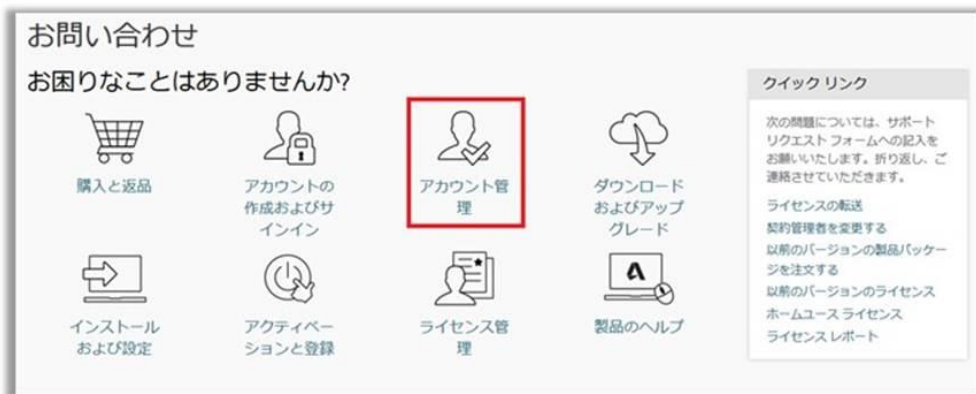 お問い合わせ
お困りなことはありませんか?
購入と返品
アカウントの
作成およびサ
インイン
アカウント管
理
ダウンロード
およびアップ
グレード
インストール
および設定
アクティベー
ションと登録
ライセンス管
理
製品のヘルプ
クイック リンク
次の問題については、サポート
リクエスト フォームへの記入を
お願いいたします。折り返し、ご
連絡させていただきます。
ライセンスの転送
契約管理者を変更する
以前のバージョンの製品パッケー
ジを注文する
以前のバージョンのライセンス
ホームユース ライセンス
ライセンス レポート